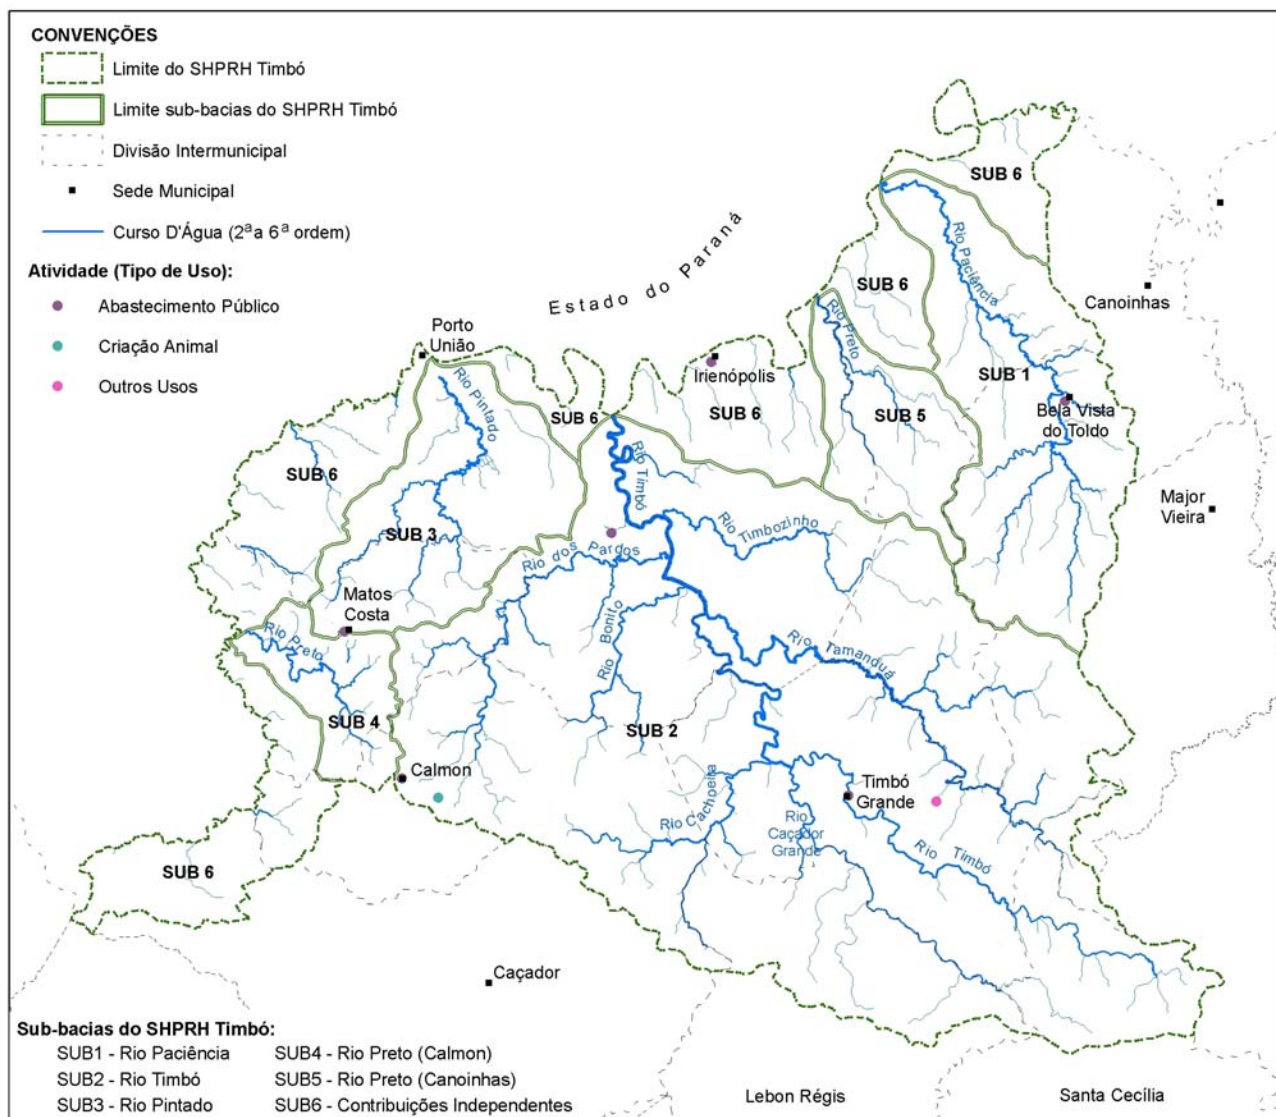 CONVENÇÕES
Limite do SHPRH Timbó
Limite sub-bacias do SHPRH Timbó
Divisão Intermunicipal
Sede Municipal
Curso D'Água (2ª a 6ª ordem)
Atividade (Tipo de Uso):
Abastecimento Público
Criação Animal
Outros Usos
Estado do Paraná
SUB 6
Rio Paciência
Canoinhas
SUB 6
Rio Preto
Porto
União
Irienópolis
SUB 1
Rio Pintado
SUB 6
SUB 6
SUB 5
Bela Vista
do Toldo
SUB 6
Rio Timbó
Major
Vieira
Rio Timbozinho
SUB 3
Rio dos Pardos
Matos
Costa
Rio Preto
Rio Bonito
Rio Tamanduá
SUB 4
SUB 2
Calmon
Timbó
Grande
Rio Cachoeira
Rio
Caçador
Grande
Rio Timbó
SUB 6
Caçador
Sub-bacias do SHPRH Timbó:
SUB1 - Rio Paciência
SUB2 - Rio Timbó
SUB3 - Rio Pintado
SUB4 - Rio Preto (Calmon)
SUB5 - Rio Preto (Canoinhas)
SUB6 - Contribuições Independentes
Lebon Régis
Santa Cecília